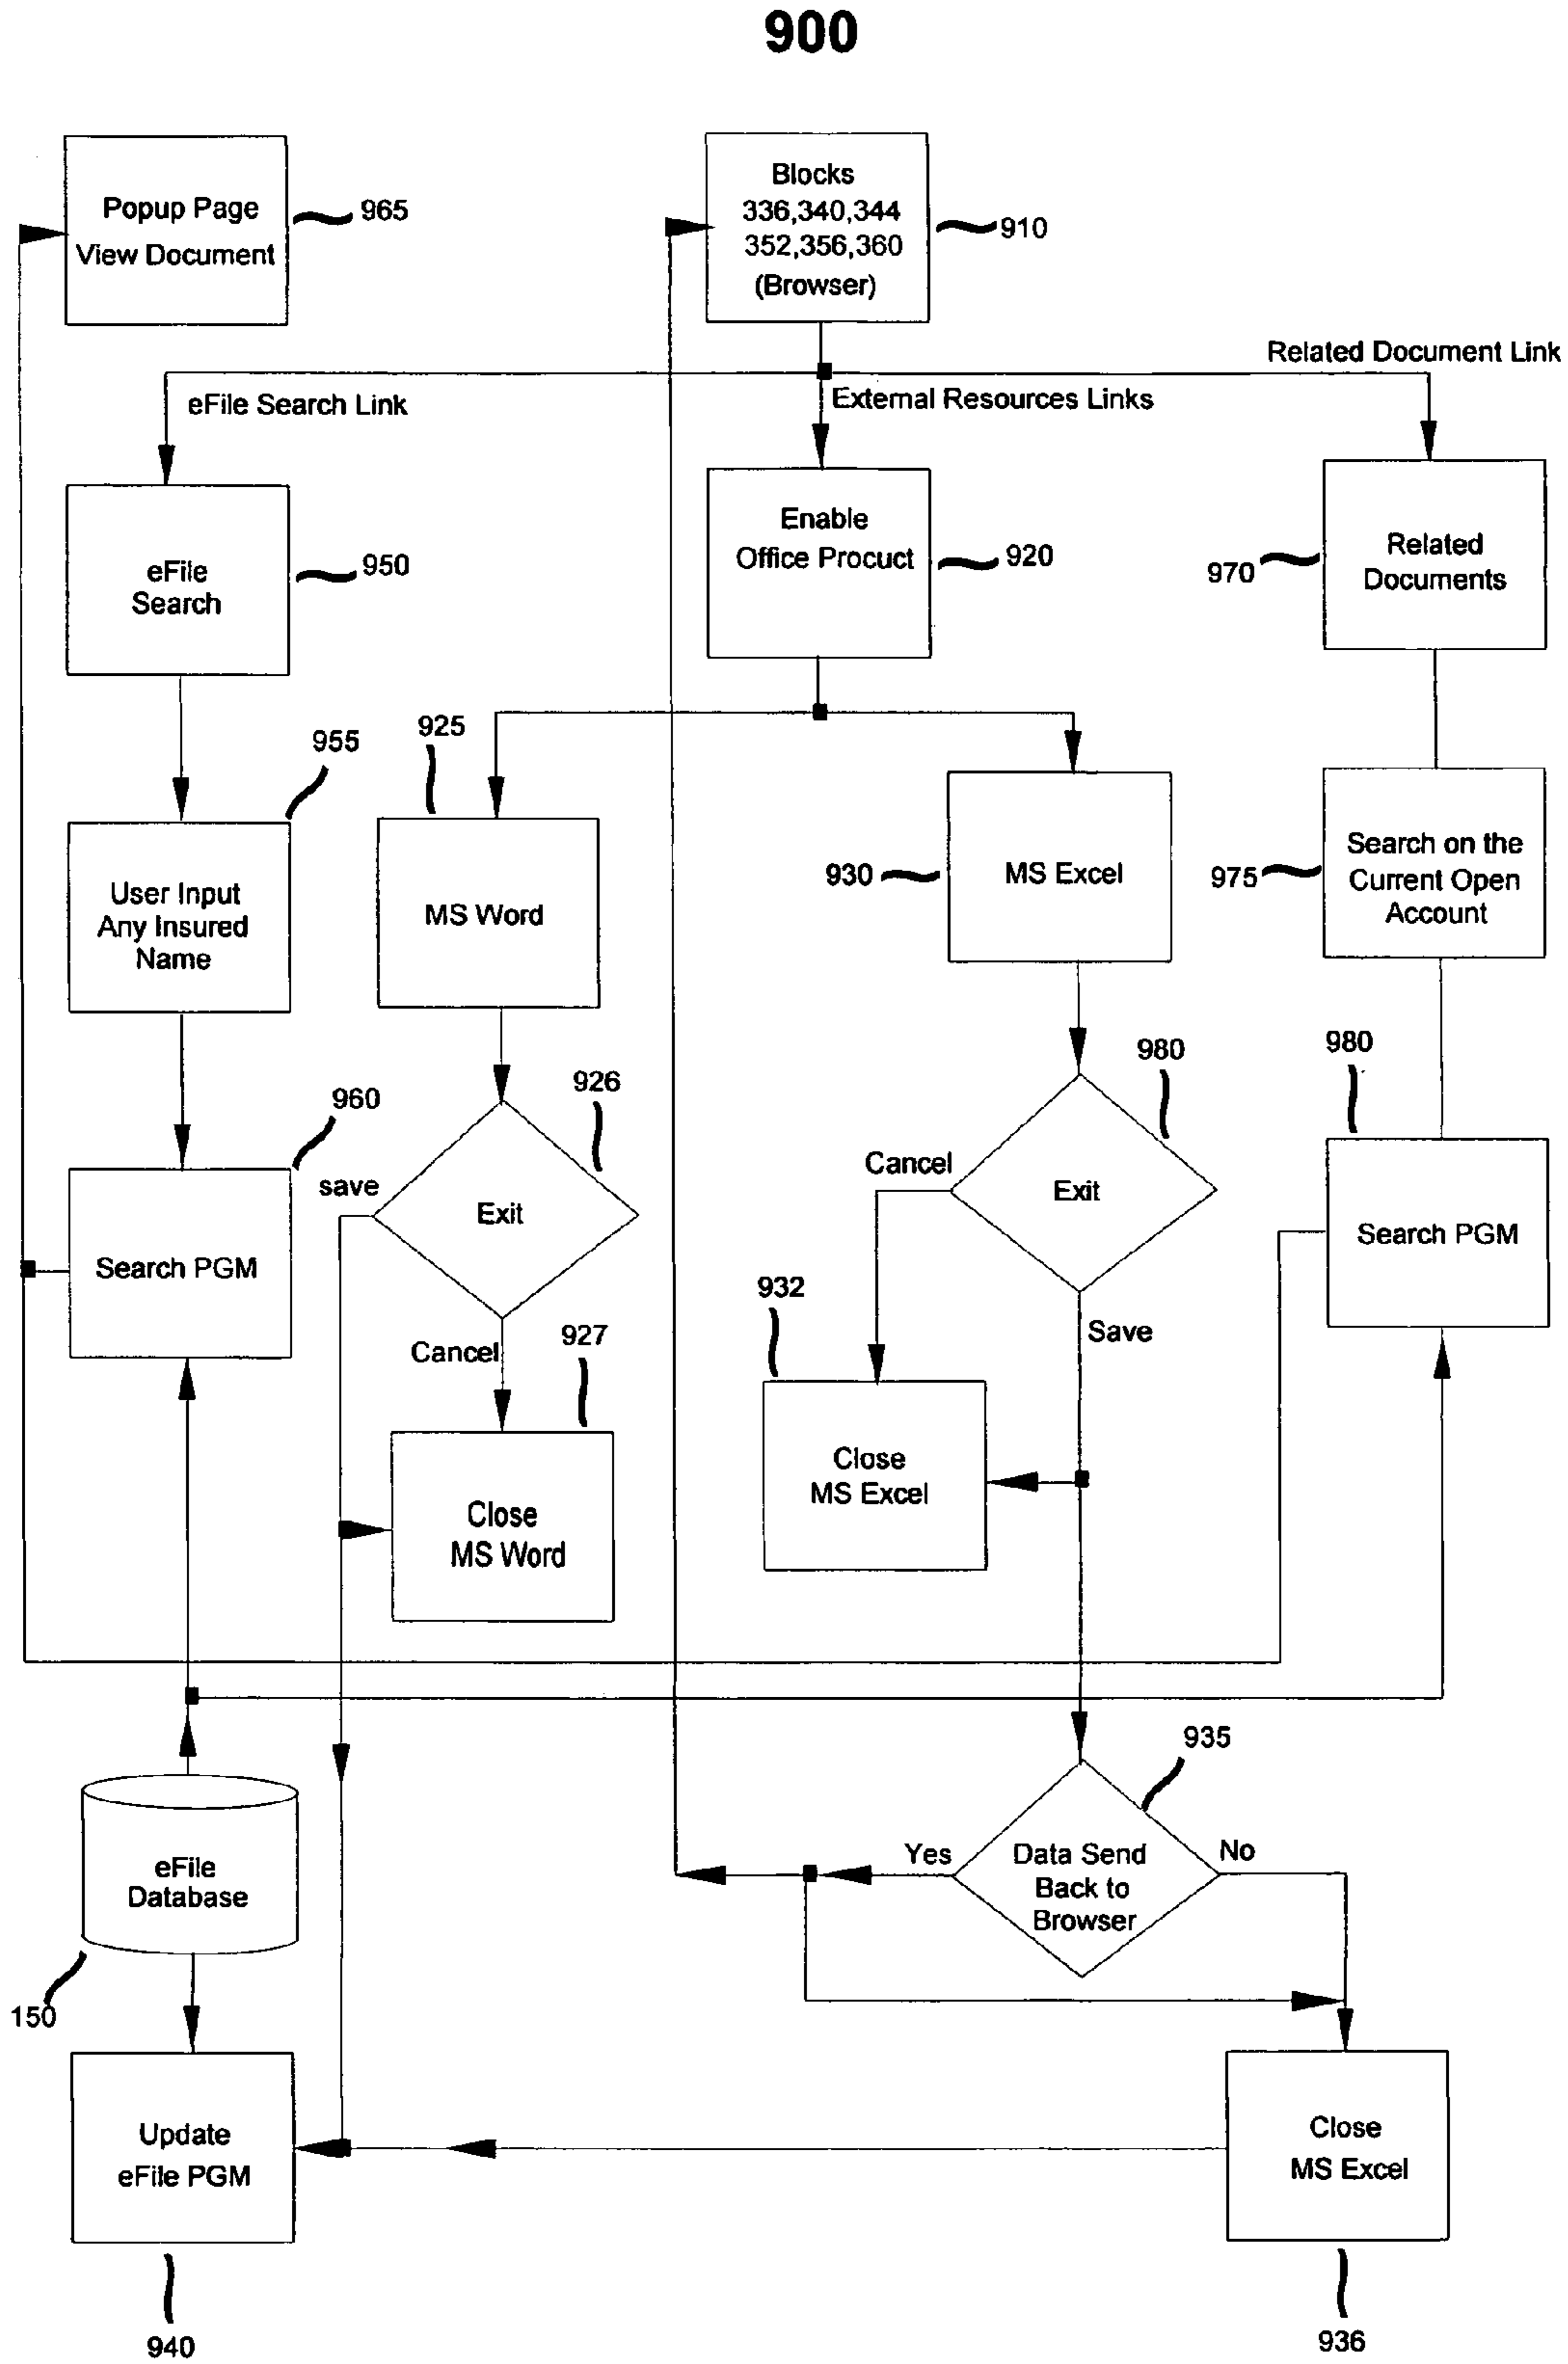 900
Popup Page
View Document
965
Blocks
336,340,344
352,356,360
(Browser)
910
Related Document Link
eFile Search Link
External Resources Links
eFile
Search
950
Enable
Office Procuct
920
970
Related
Documents
955
925
User Input
Any Insured
Name
MS Word
930
MS Excel
975
Search on the
Current Open
Account
960
926
980
980
save
Exit
Cancel
Exit
Search PGM
Search PGM
Cancel
927
932
Save
Close
MS Word
Close
MS Excel
935
eFile
Database
150
Yes
Data Send
Back to
Browser
No
Update
eFile PGM
Close
MS Excel
940
936